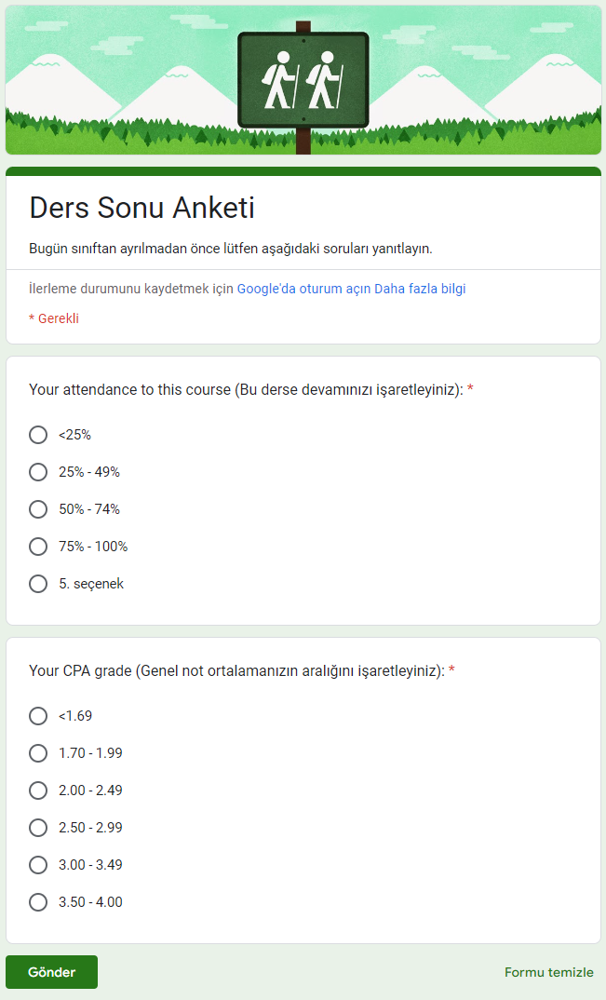 Ders Sonu Anketi
Bugün sınıftan ayrılmadan önce lütfen aşağıdaki soruları yanıtlayın.
İlerleme durumunu kaydetmek için Google'da oturum açın Daha fazla bilgi
* Gerekli
Your attendance to this course (Bu derse devamınızı işaretleyiniz): *
<25%
25% - 49%
50% - 74%
75% - 100%
5. seçenek
Your CPA grade (Genel not ortalamanızın aralığını işaretleyiniz): *
<1.69
1.70 - 1.99
2.00 - 2.49
2.50 - 2.99
3.00 - 3.49
3.50 - 4.00
Gönder
Formu temizle